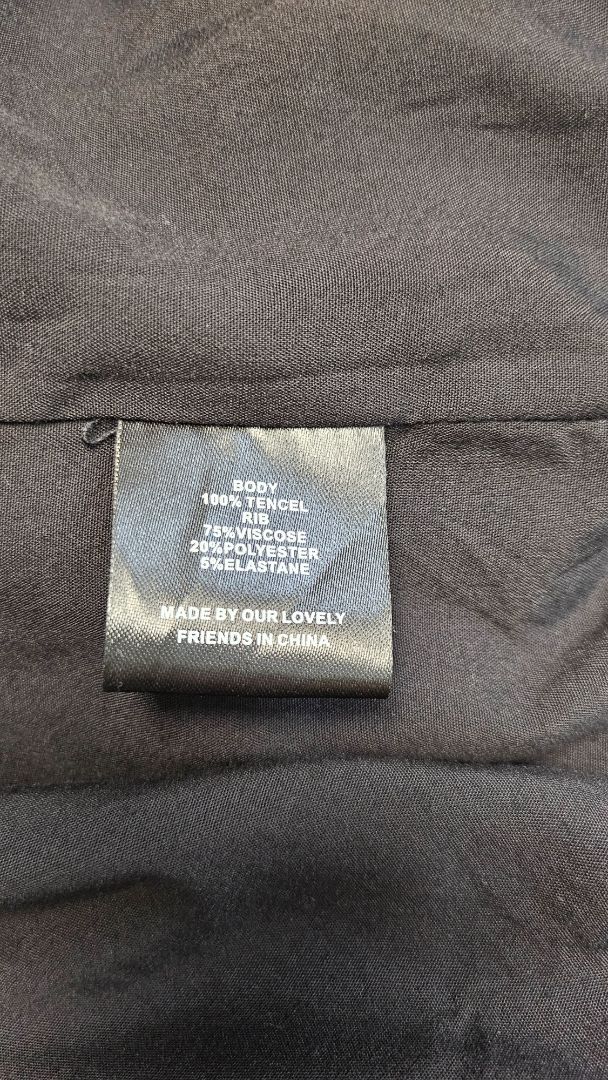 BODY
100% TENCEL
RIB
75%VISCOSE
20%POLYESTER
5%ELASTANE
MADE BY OUR LOVELY
FRIENDS IN CHINA